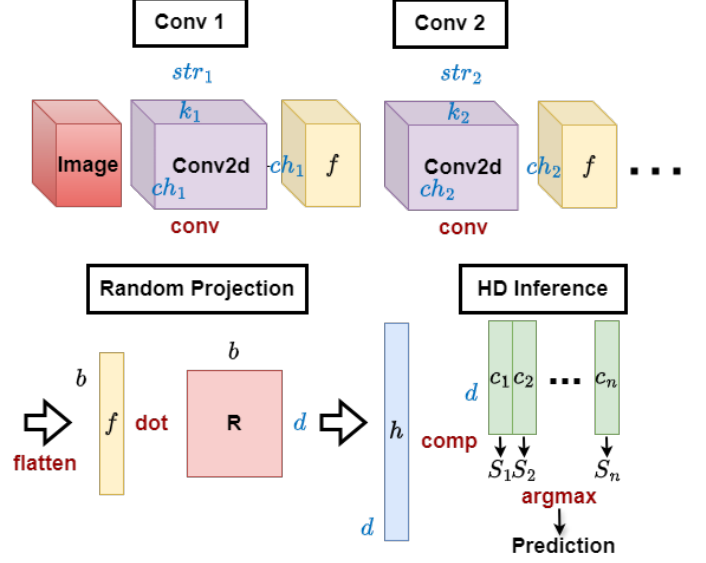 Conv 1
Conv 2
str₁
str₂
k₁
k₂
Image
Conv2d
ch₁
f
Conv2d
ch₂
f
...
ch₁
ch₂
conv
conv
Random Projection
HD Inference
b
b
f
dot
R
d
flatten
h
d
comp
d
c₁
c₂
...
cₙ
S₁
S₂
Sₙ
argmax
Prediction